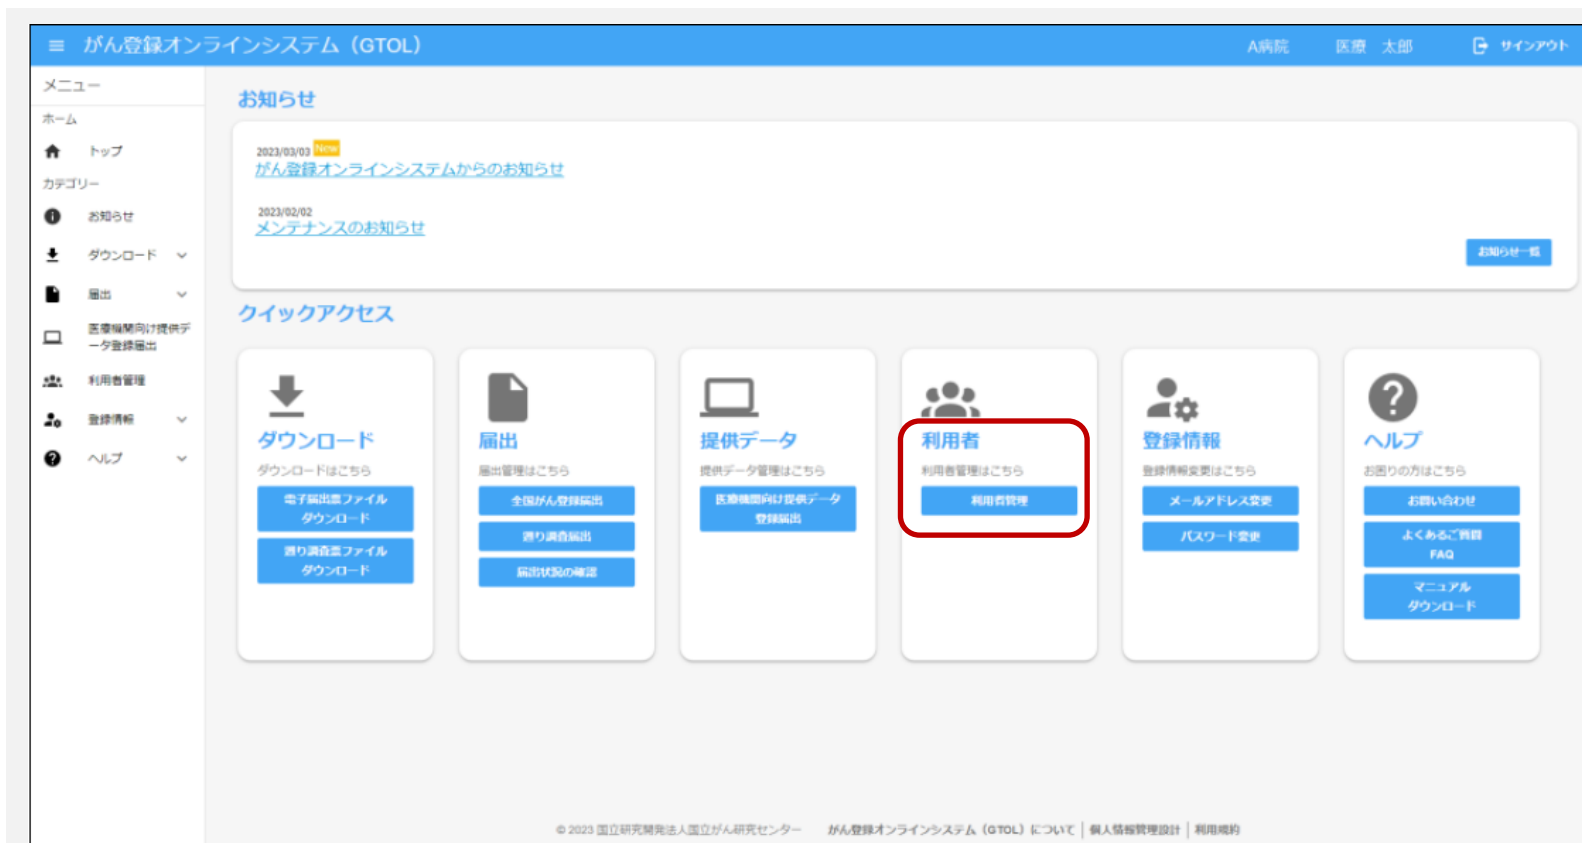 がん登録オンラインシステム（GTOL）
A病院 医療 太郎 サインアウト
メニュー
ホーム
トップ
カテゴリー
お知らせ
ダウンロード
届出
医療機関向け提供デ
ータ登録届出
利用者管理
登録情報
ヘルプ
お知らせ
2023/03/03 New
がん登録オンラインシステムからのお知らせ
2023/02/02
メンテナンスのお知らせ
お知らせ一覧
クイックアクセス
ダウンロード
ダウンロードはこちら
電子届出票ファイル
ダウンロード
遡り調査票ファイル
ダウンロード
届出
届出管理はこちら
全国がん登録届出
遡り調査届出
届出状況の確認
提供データ
提供データ管理はこちら
医療機関向け提供データ
登録届出
利用者
利用者管理はこちら
利用者管理
登録情報
登録情報変更はこちら
メールアドレス変更
パスワード変更
ヘルプ
お困りの方はこちら
お問い合わせ
よくあるご質問
FAQ
マニュアル
ダウンロード
© 2023 国立研究開発法人国立がん研究センター がん登録オンラインシステム（GTOL）について | 個人情報管理設計 | 利用規約